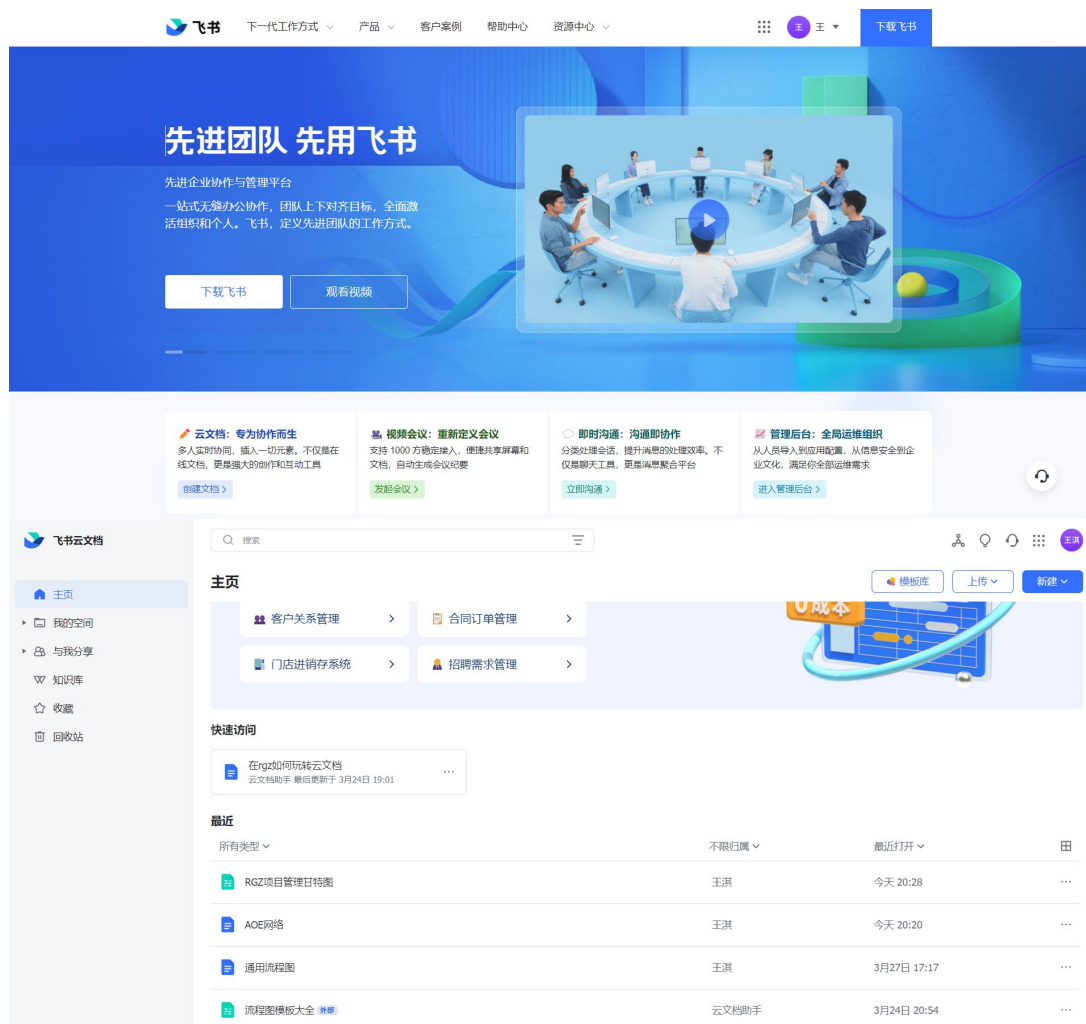 飞书 下一代工作方式 产品 客户案例 帮助中心 资源中心 王 王 下载飞书
先进团队 先用飞书
先进企业协作与管理平台
一站式无缝办公协作，团队上下对齐目标，全面激
活组织和个人。飞书，定义先进团队的工作方式。
下载飞书 观看视频
云文档：专为协作而生
多人实时协同，插入一切元素。不仅是在
线文档，更是强大的创作和互动工具
创建文档 >
视频会议：重新定义会议
支持 1000 方稳定接入，便捷共享屏幕和
文档，自动生成会议纪要
发起会议 >
即时沟通：沟通即协作
分类处理会话，提升消息的处理效率。不
仅是聊天工具，更是消息聚合平台
立即沟通 >
管理后台：全局运维组织
从人员导入到应用配置，从信息安全到企
业文化，满足你全部运维需求
进入管理后台 >
飞书云文档
搜索
王淇
主页
我的空间
与我分享
知识库
收藏
回收站
主页
模板库 上传 新建
客户关系管理 >
合同订单管理 >
0成本
门店进销存系统 >
招聘需求管理 >
快速访问
在rgz如何玩转云文档
云文档助手 最后更新于 3月24日 19:01
...
最近
所有类型 不限归属 最近打开
RGZ项目管理甘特图 王淇 今天 20:28 ...
AOE网络 王淇 今天 20:20 ...
通用流程图 王淇 3月27日 17:17 ...
流程图模板大全 外部 云文档助手 3月24日 20:54 ...